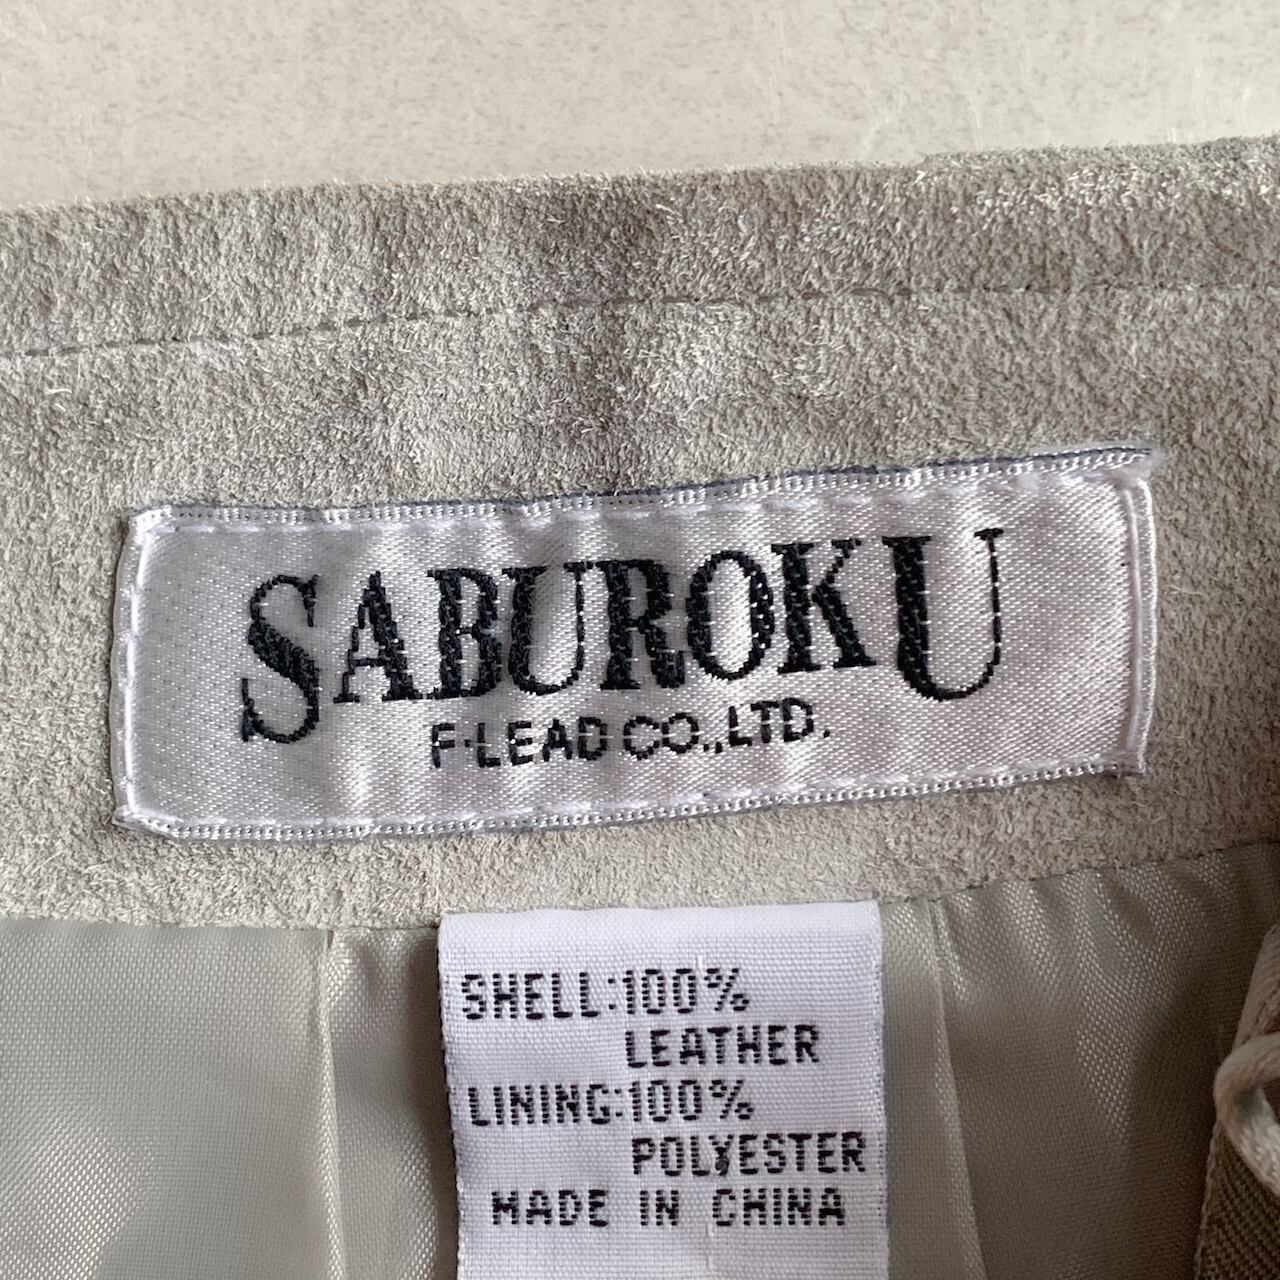 SABUROKU
F·LEAD CO.,LTD.
SHELL:100%
LEATHER
LINING:100%
POLYESTER
MADE IN CHINA